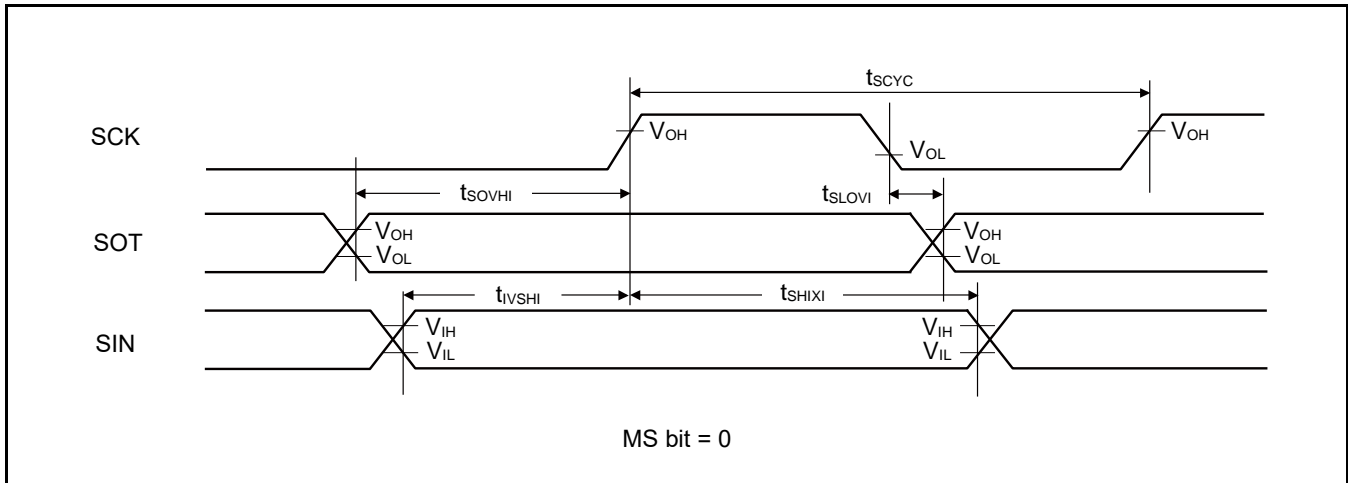 tSCYC
SCK
VOH
VOL
VOH
tSOVHI
tSLOVI
SOT
VOH
VOL
VOH
VOL
tIVSHI
tSHIXI
SIN
VIH
VIL
VIH
VIL
MS bit = 0